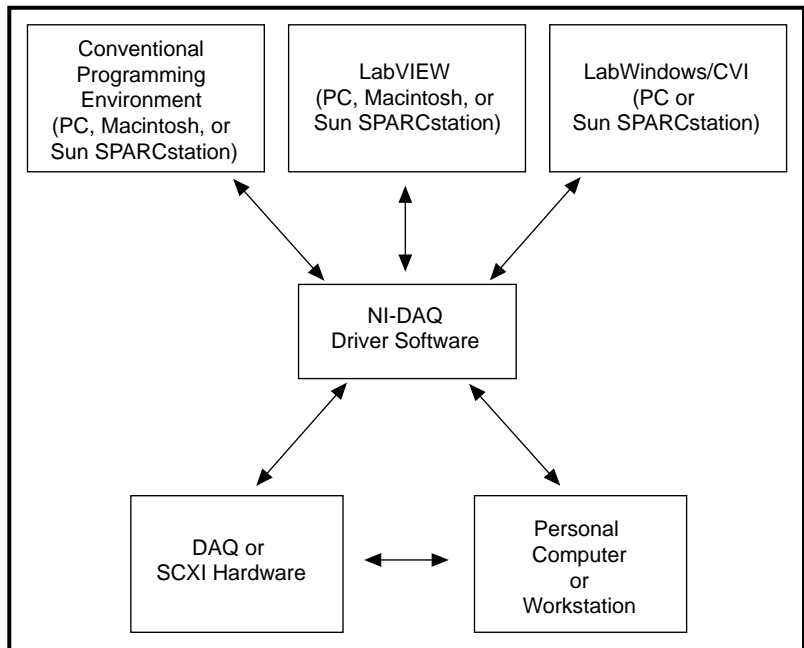 Conventional
Programming
Environment
(PC, Macintosh, or
Sun SPARCstation)
LabVIEW
(PC, Macintosh, or
Sun SPARCstation)
LabWindows/CVI
(PC or
Sun SPARCstation)
NI-DAQ
Driver Software
DAQ or
SCXI Hardware
Personal
Computer
or
Workstation